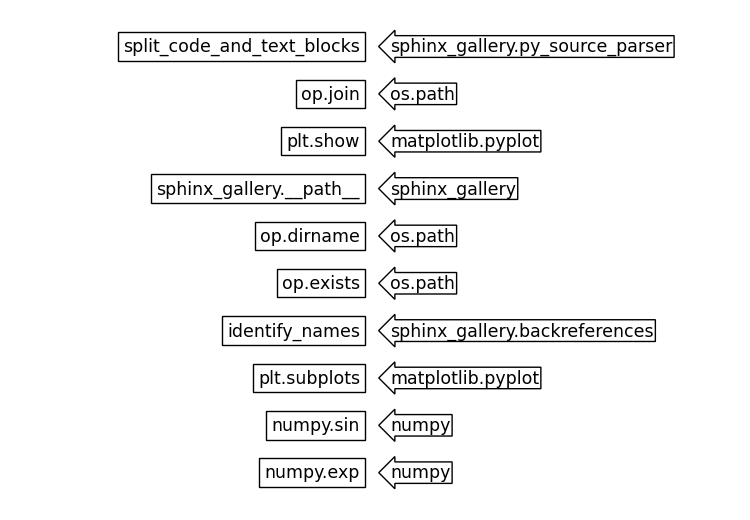 split_code_and_text_blocks sphinx_gallery.py_source_parser
op.join os.path
plt.show matplotlib.pyplot
sphinx_gallery.__path__ sphinx_gallery
op.dirname os.path
op.exists os.path
identify_names sphinx_gallery.backreferences
plt.subplots matplotlib.pyplot
numpy.sin numpy
numpy.exp numpy